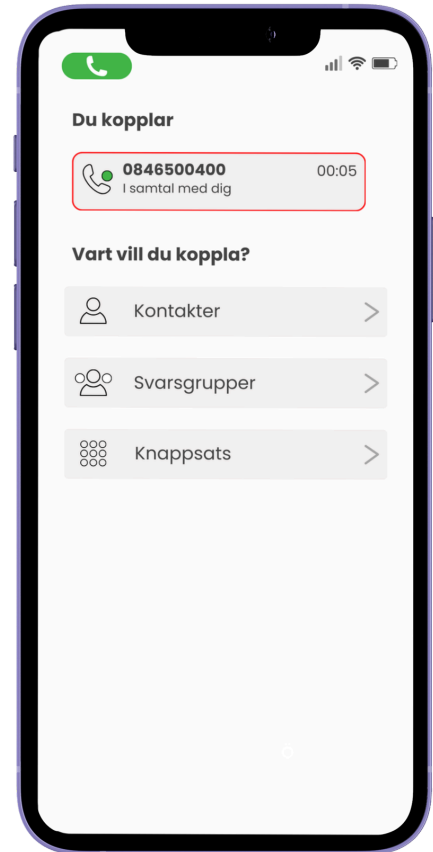 Du kopplar
0846500400 00:05
I samtal med dig
Vart vill du koppla?
Kontakter
Svarsgrupper
Knappsats